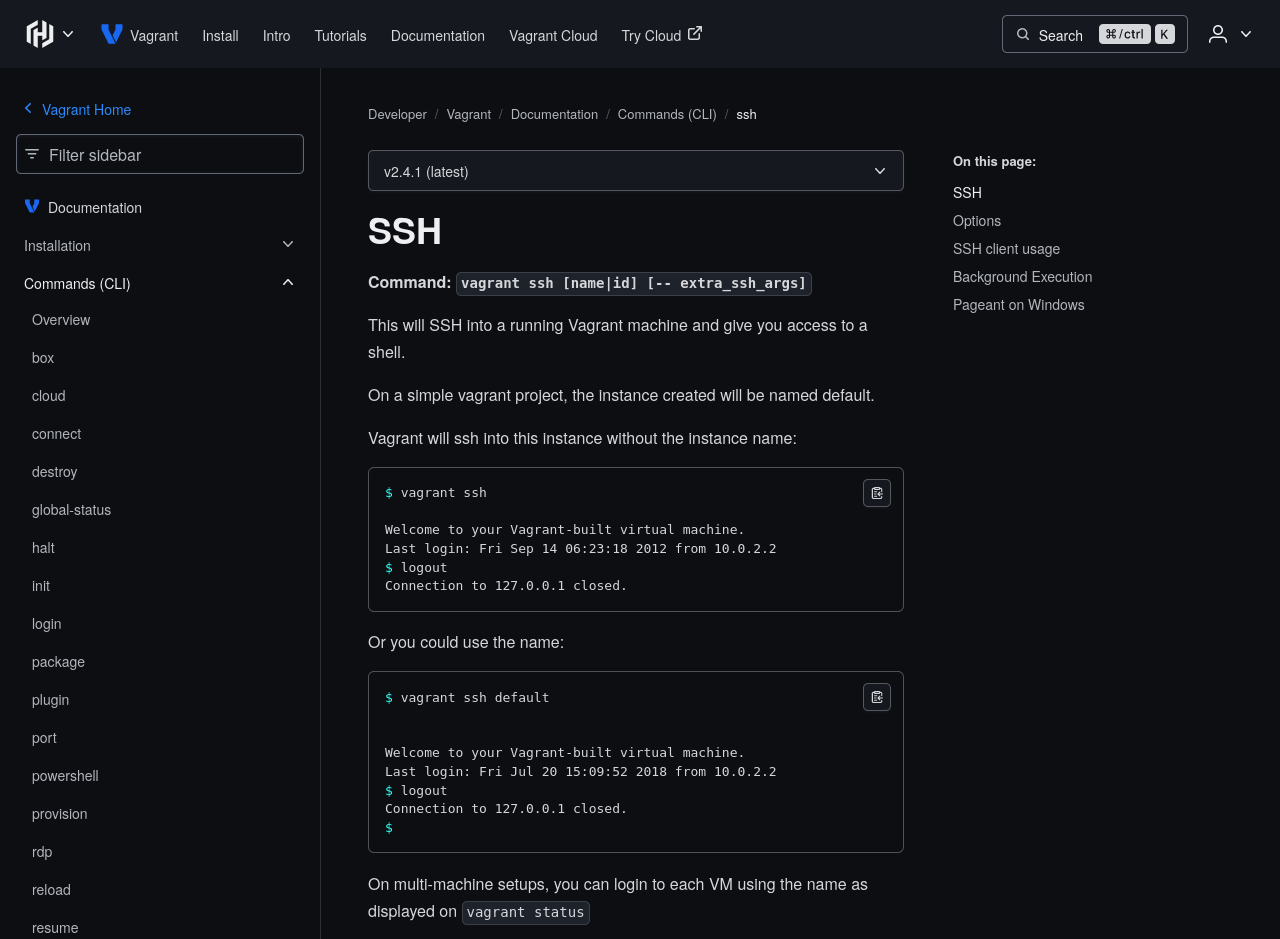 Vagrant Install Intro Tutorials Documentation Vagrant Cloud Try Cloud Search ⌘/ctrl K
Vagrant Home
Filter sidebar
Documentation
Installation
Commands (CLI)
Overview
box
cloud
connect
destroy
global-status
halt
init
login
package
plugin
port
powershell
provision
rdp
reload
resume
Developer / Vagrant / Documentation / Commands (CLI) / ssh
v2.4.1 (latest)
SSH
Command: vagrant ssh [name|id] [-- extra_ssh_args]
This will SSH into a running Vagrant machine and give you access to a
shell.
On a simple vagrant project, the instance created will be named default.
Vagrant will ssh into this instance without the instance name:
$ vagrant ssh
Welcome to your Vagrant-built virtual machine.
Last login: Fri Sep 14 06:23:18 2012 from 10.0.2.2
$ logout
Connection to 127.0.0.1 closed.
Or you could use the name:
$ vagrant ssh default
Welcome to your Vagrant-built virtual machine.
Last login: Fri Jul 20 15:09:52 2018 from 10.0.2.2
$ logout
Connection to 127.0.0.1 closed.
$
On multi-machine setups, you can login to each VM using the name as
displayed on vagrant status
On this page:
SSH
Options
SSH client usage
Background Execution
Pageant on Windows